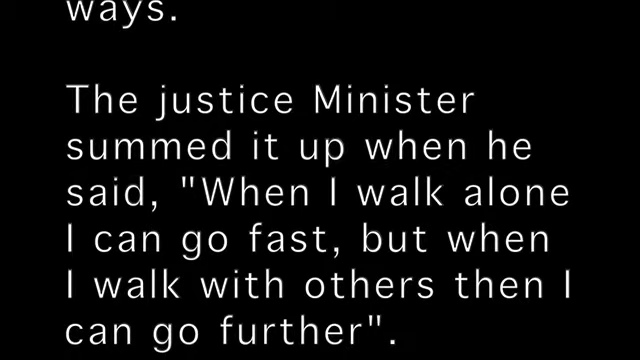 ways.
The justice Minister
summed it up when he
said, "When I walk alone
I can go fast, but when
I walk with others then I
can go further".